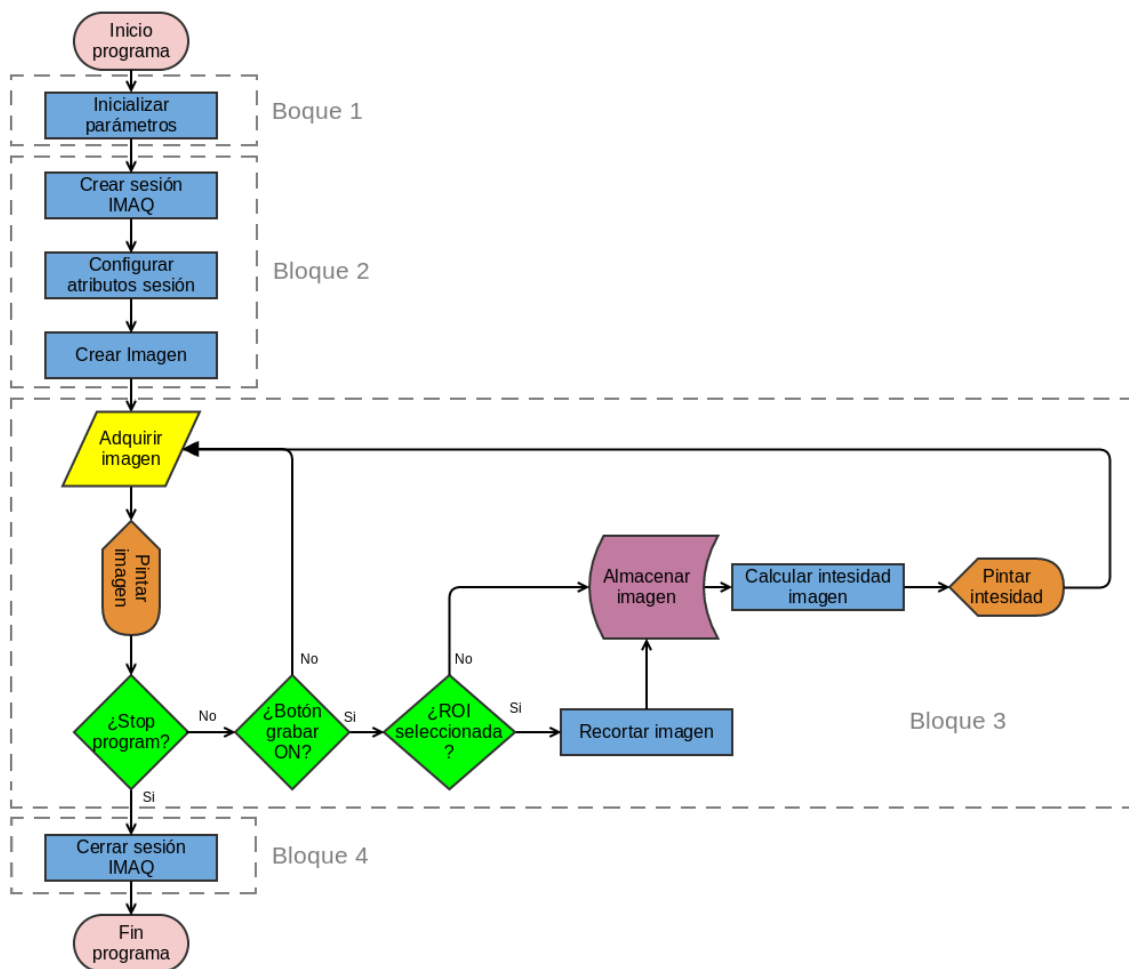 Inicio
programa
Inicializar
parámetros
Boque 1
Crear sesión
IMAQ
Configurar
atributos sesión
Bloque 2
Crear Imagen
Adquirir
imagen
Pintar
imagen
Almacenar
imagen
Calcular intesidad
imagen
Pintar
intesidad
¿Stop
program?
No
Si
¿Botón
grabar
ON?
No
Si
¿ROI
seleccionada
?
No
Si
Recortar imagen
Bloque 3
Cerrar sesión
IMAQ
Bloque 4
Fin
programa